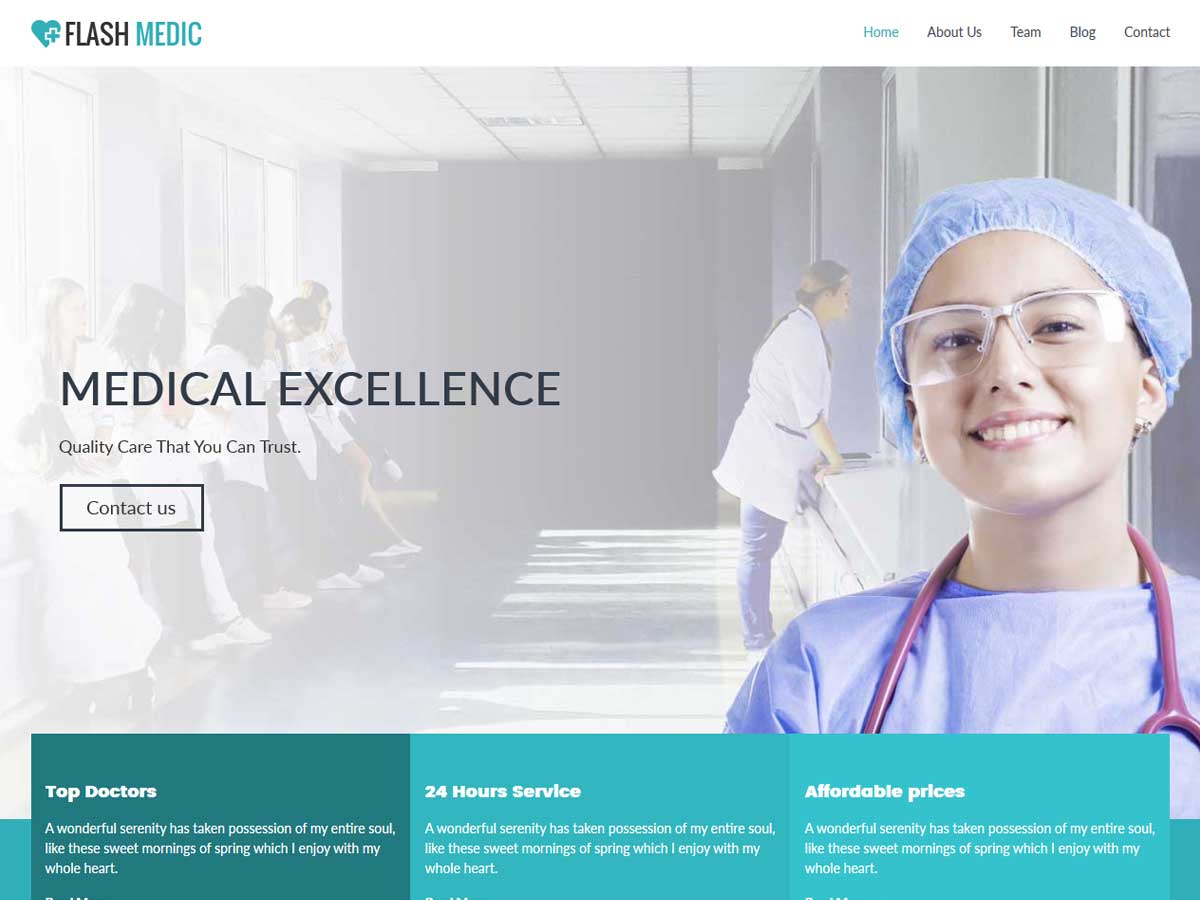 FLASH MEDIC
Home About Us Team Blog Contact
MEDICAL EXCELLENCE
Quality Care That You Can Trust.
Contact us
Top Doctors
A wonderful serenity has taken possession of my entire soul,
like these sweet mornings of spring which I enjoy with my
whole heart.
24 Hours Service
A wonderful serenity has taken possession of my entire soul,
like these sweet mornings of spring which I enjoy with my
whole heart.
Affordable prices
A wonderful serenity has taken possession of my entire soul,
like these sweet mornings of spring which I enjoy with my
whole heart.